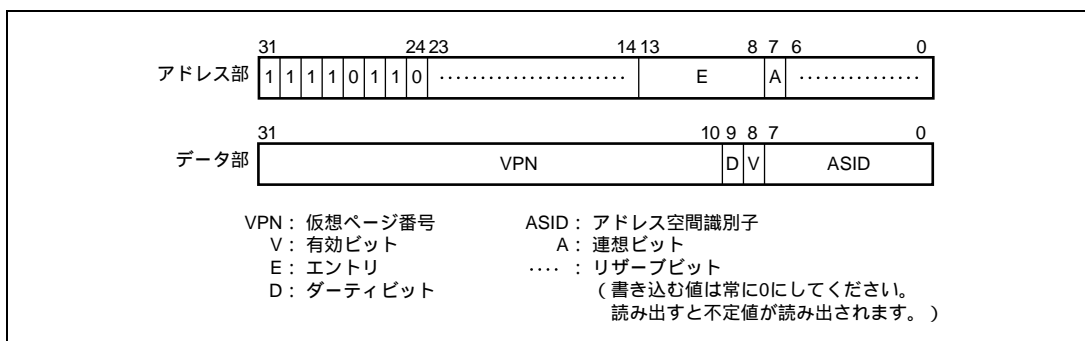 31 24 23 14 13 8 7 6 0
アドレス部 1 1 1 1 0 1 1 0 ······················· E A ···············
31 10 9 8 7 0
データ部 VPN D V ASID
VPN： 仮想ページ番号 ASID： アドレス空間識別子
V： 有効ビット A： 連想ビット
E： エントリ ････ ： リザーブビット
D： ダーティビット （書き込む値は常に0にしてください。
読み出すと不定値が読み出されます。）